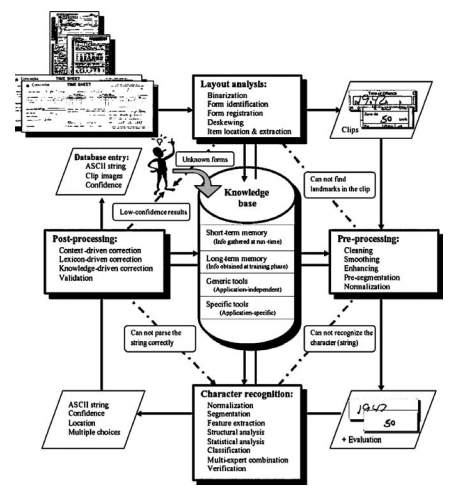 TIME SHEET
TIME SHEET
Layout analysis:
Binarization
Form identification
Form registration
Deskewing
Item location & extraction
Clips
50
Database entry:
ASCII string
Clip images
Confidence
Unknown forms
Can not find
landmarks in the clip
Low-confidence results
Knowledge
base
Short-term memory
(Info gathered at run-time)
Long-term memory
(Info obtained at training phase)
Generic tools
(Application-independent)
Specific tools
(Application-specific)
Post-processing:
Context-driven correction
Lexicon-driven correction
Knowledge-driven correction
Validation
Pre-processing:
Cleaning
Smoothing
Enhancing
Pre-segmentation
Normalization
Can not parse the
string correctly
Can not recognize the
character (string)
ASCII string
Confidence
Location
Multiple choices
Character recognition:
Normalization
Segmentation
Feature extraction
Structural analysis
Statistical analysis
Classification
Multi-expert combination
Verification
1942
50
+ Evaluation